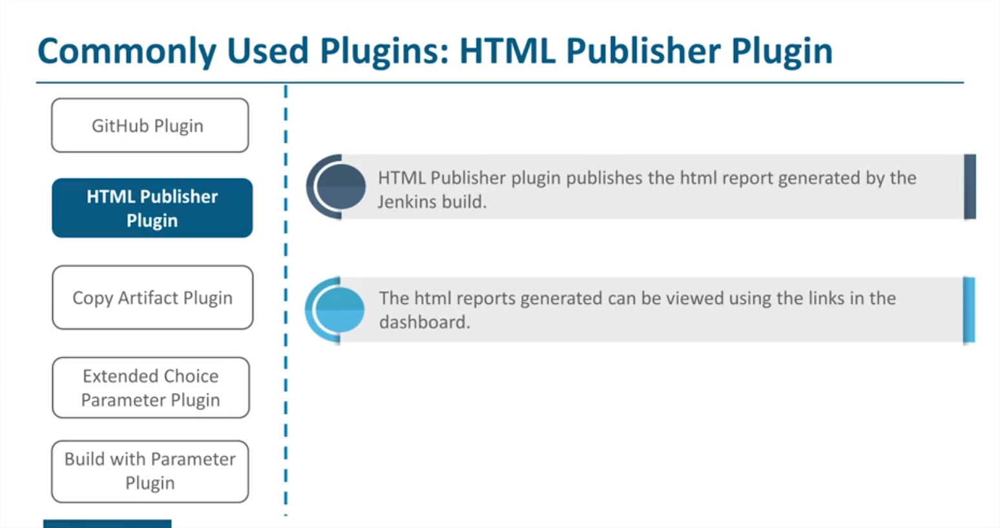 Commonly Used Plugins: HTML Publisher Plugin
GitHub Plugin
HTML Publisher
Plugin
Copy Artifact Plugin
Extended Choice
Parameter Plugin
Build with Parameter
Plugin
HTML Publisher plugin publishes the html report generated by the
Jenkins build.
The html reports generated can be viewed using the links in the
dashboard.